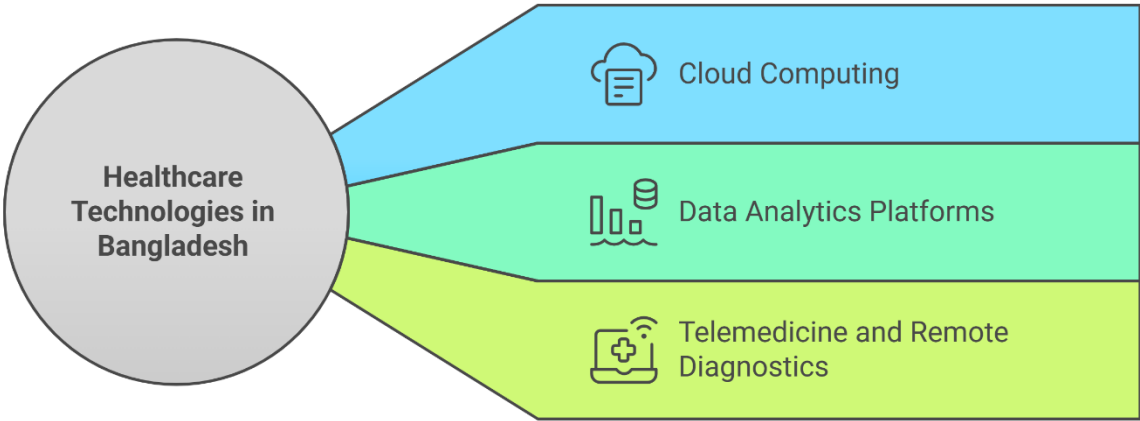 Healthcare
Technologies in
Bangladesh
Cloud Computing
Data Analytics Platforms
Telemedicine and Remote
Diagnostics